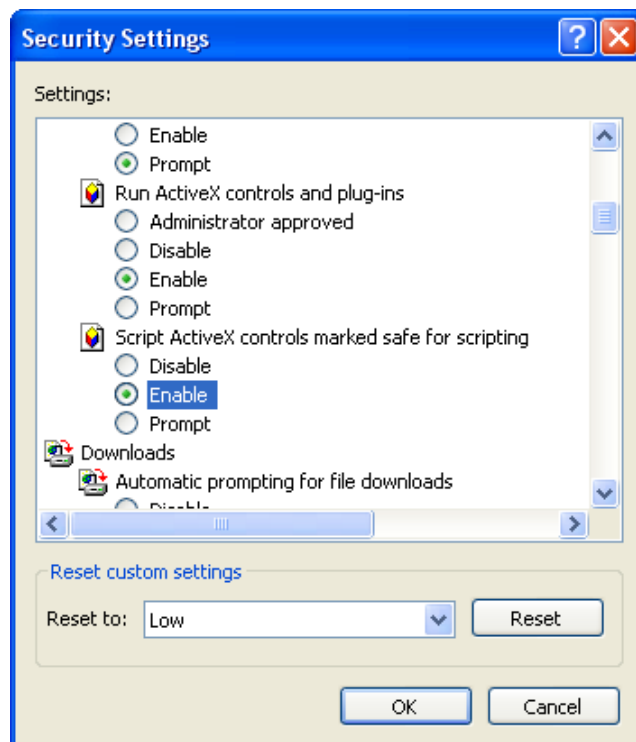 Security Settings
Settings:
Enable
Prompt
Run ActiveX controls and plug-ins
Administrator approved
Disable
Enable
Prompt
Script ActiveX controls marked safe for scripting
Disable
Enable
Prompt
Downloads
Automatic prompting for file downloads
Disable
Reset custom settings
Reset to: Low Reset
OK Cancel